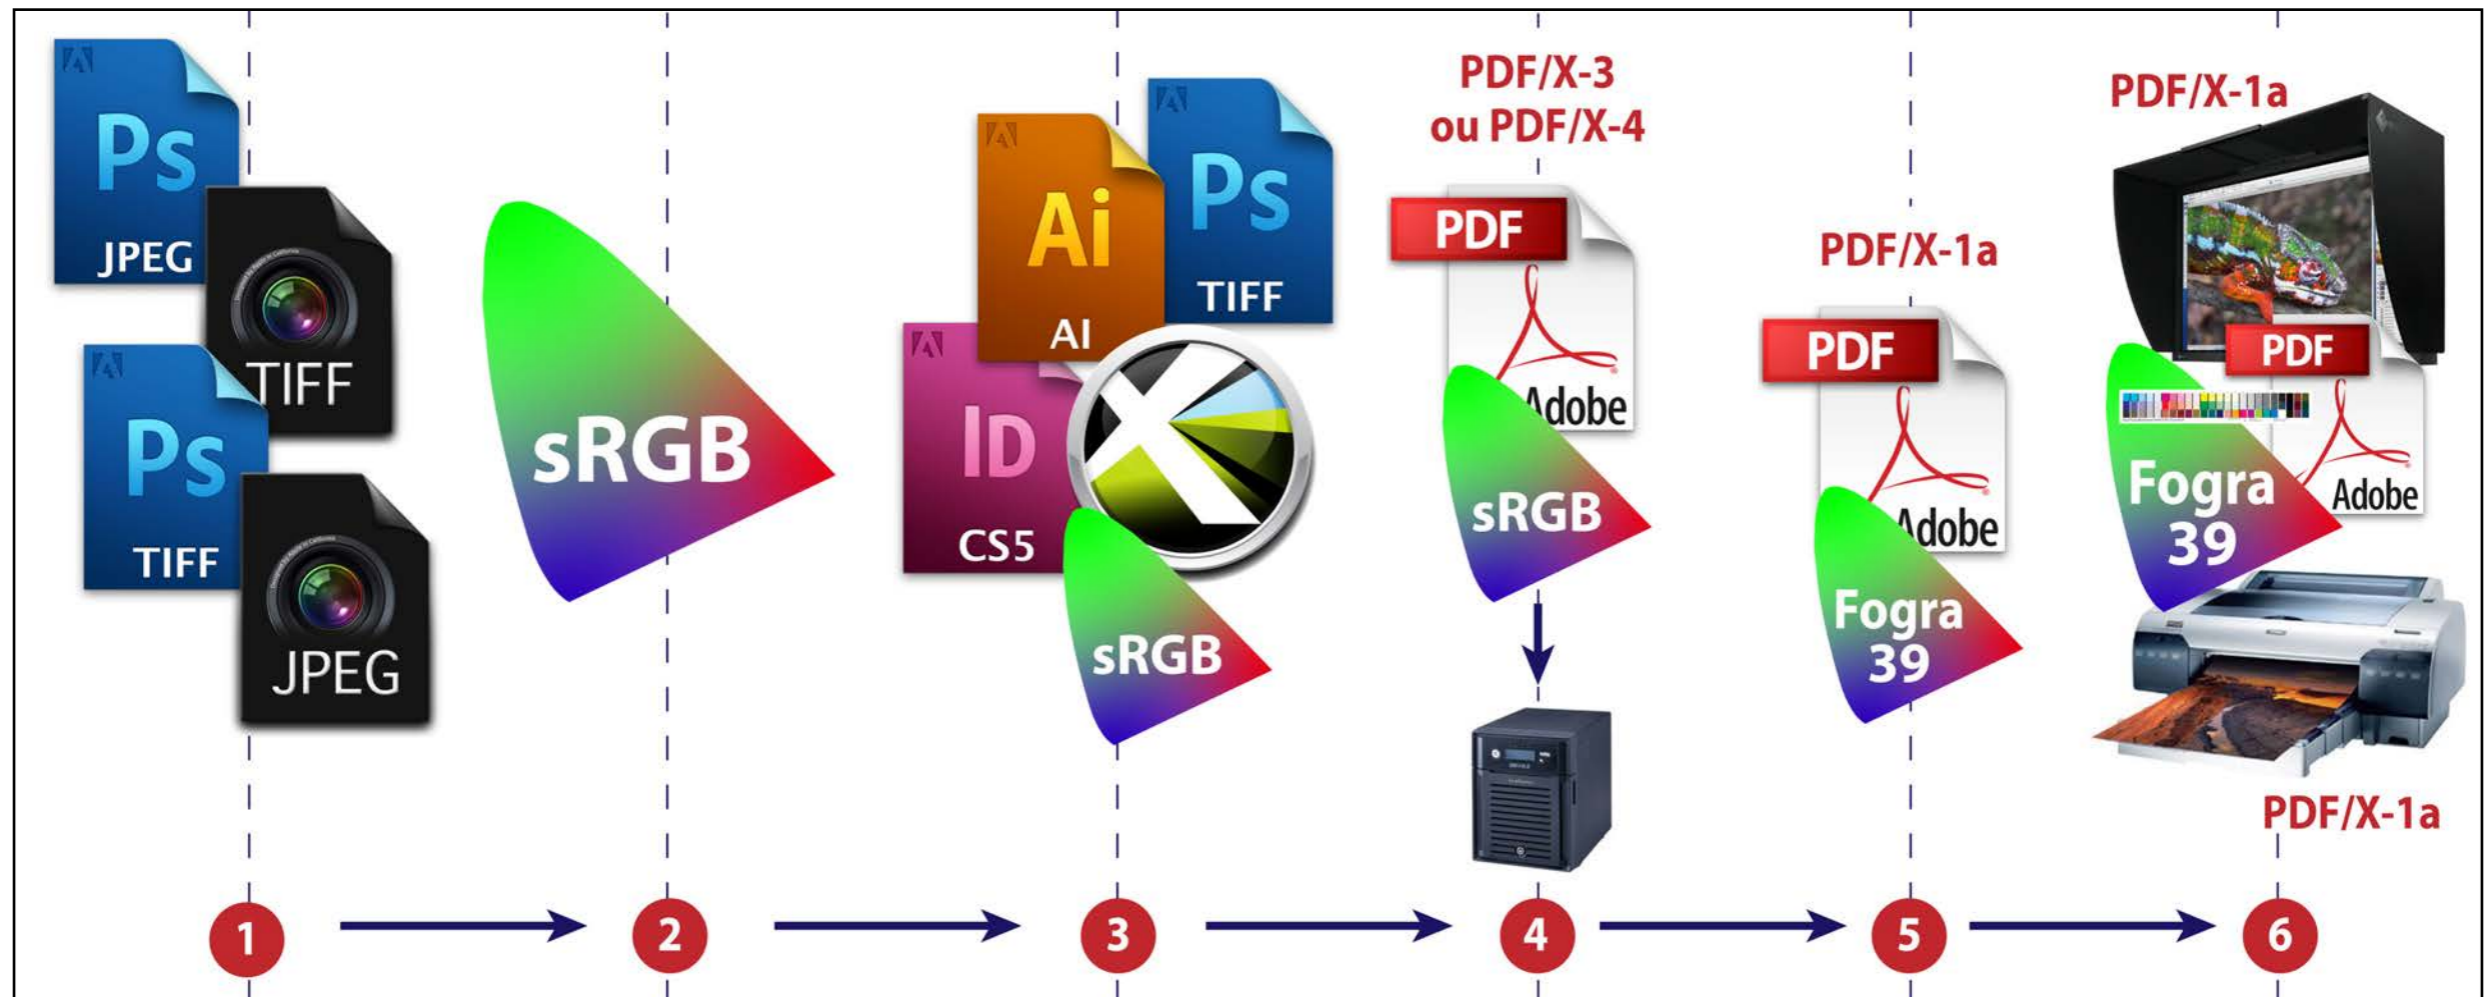 Ps
JPEG
TIFF
Ps
TIFF
JPEG
sRGB
Ai
AI
Ps
TIFF
ID
CS5
sRGB
PDF/X-3
ou PDF/X-4
PDF
Adobe
sRGB
PDF/X-1a
PDF
Adobe
Fogra
39
PDF/X-1a
PDF
Adobe
Fogra
39
PDF/X-1a
1
2
3
4
5
6